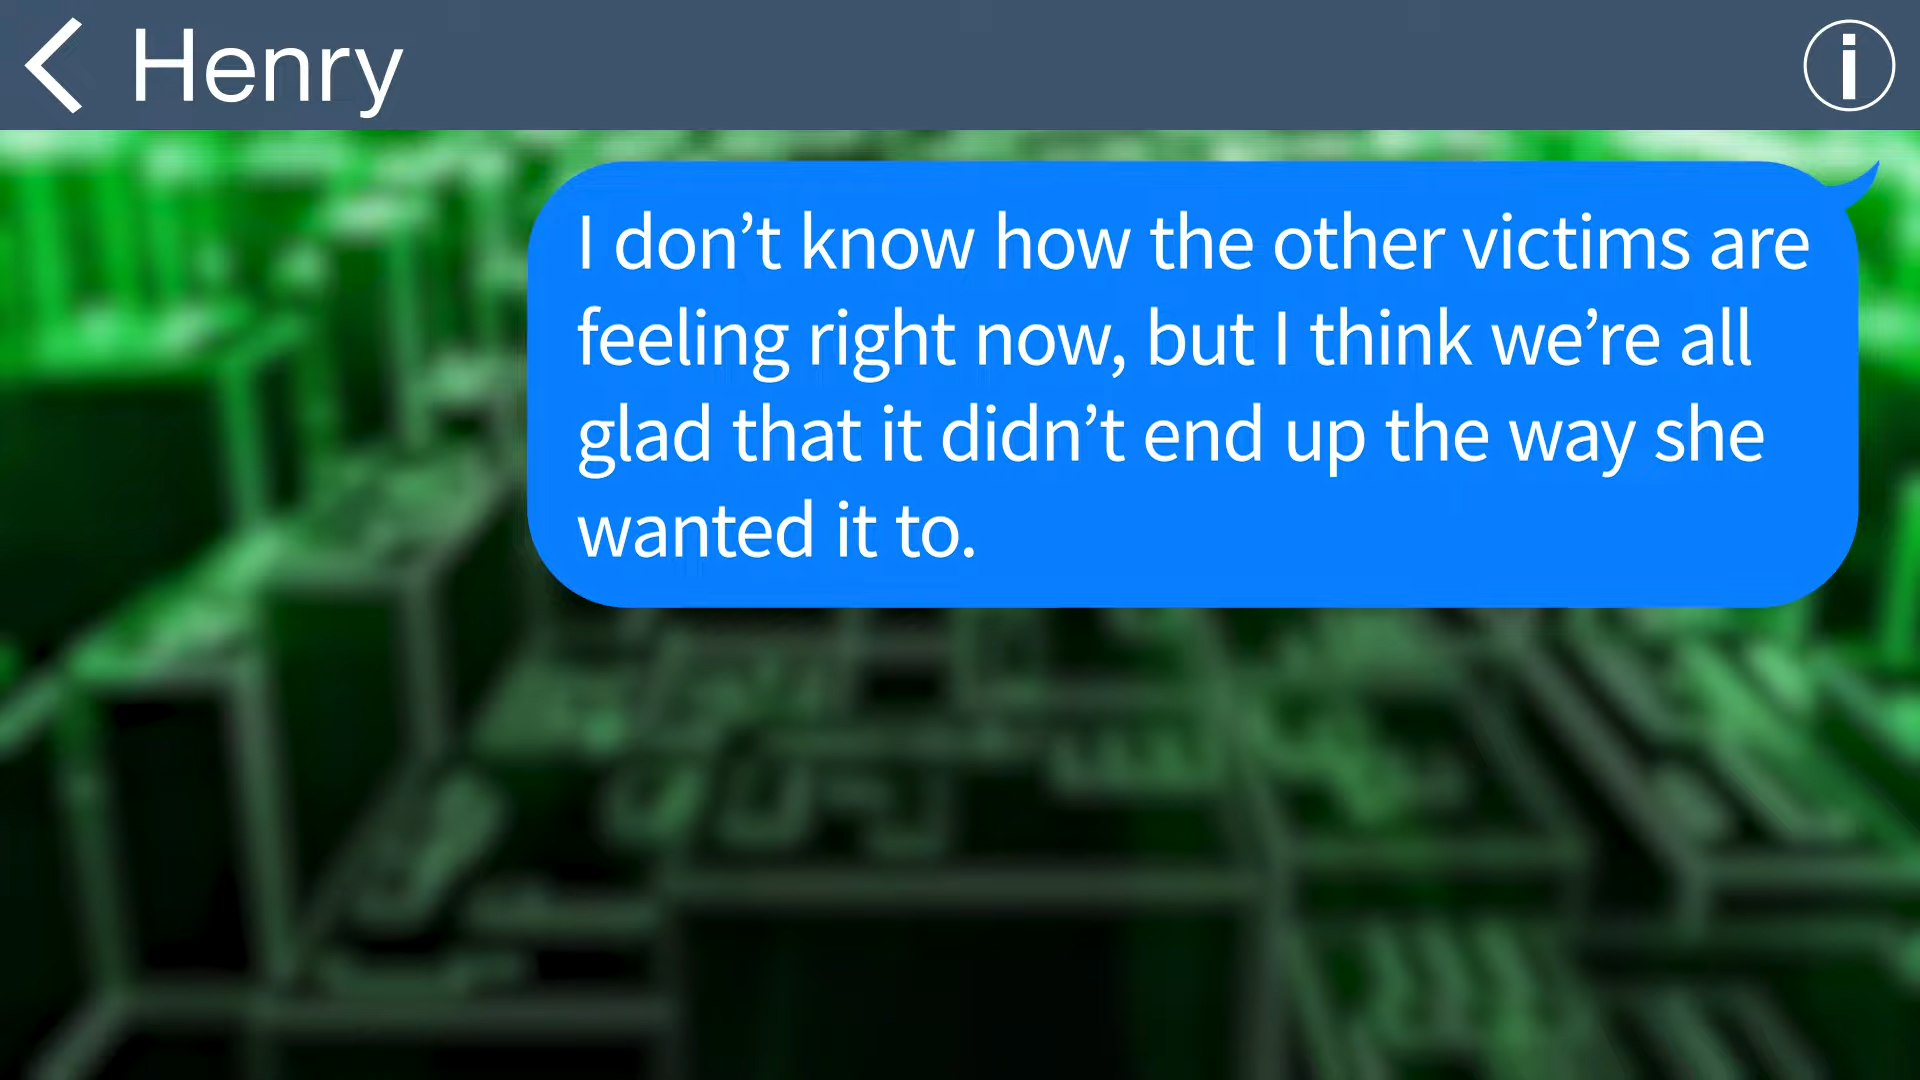 Henry
I don’t know how the other victims are
feeling right now, but I think we’re all
glad that it didn’t end up the way she
wanted it to.